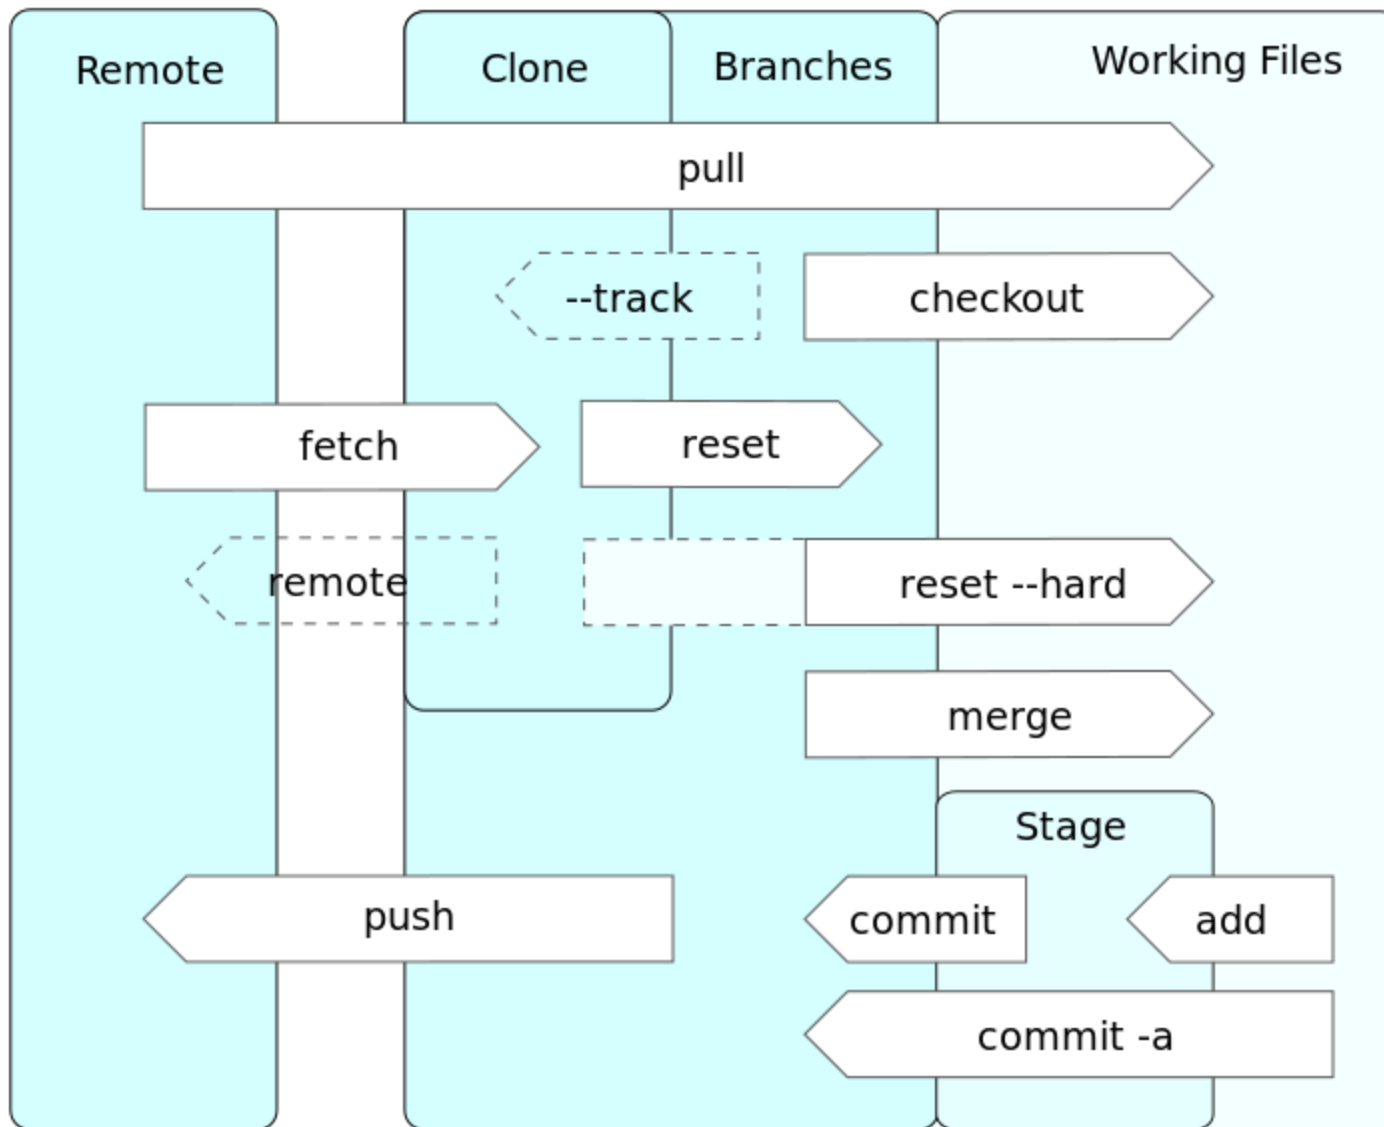 Remote
Clone
Branches
Working Files
pull
--track
checkout
fetch
reset
remote
reset --hard
merge
Stage
push
commit
add
commit -a